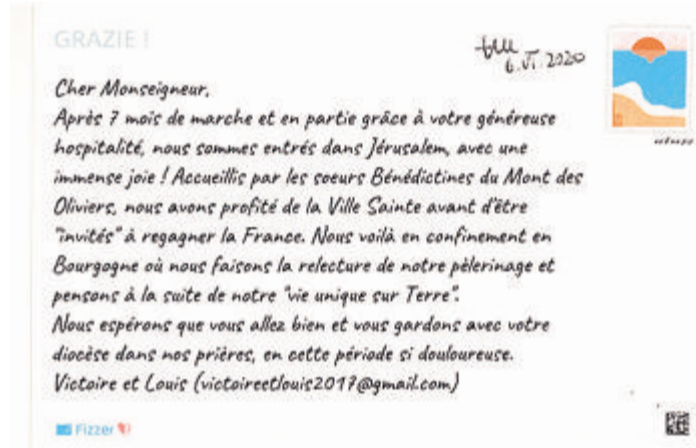 GRAZIE !
6.VI.2020
Cher Monseigneur,
Après 7 mois de marche et en partie grâce à votre généreuse
hospitalité, nous sommes entrés dans Jérusalem, avec une
immense joie ! Accueillis par les soeurs Bénédictines du Mont des
Oliviers, nous avons profité de la Ville Sainte avant d'être
"invités" à regagner la France. Nous voilà en confinement en
Bourgogne où nous faisons la relecture de notre pèlerinage et
pensons à la suite de notre "vie unique sur Terre".
Nous espérons que vous allez bien et vous gardons avec votre
diocèse dans nos prières, en cette période si douloureuse.
Victoire et Louis (victoireetlouis2017@gmail.com)
Fizzer